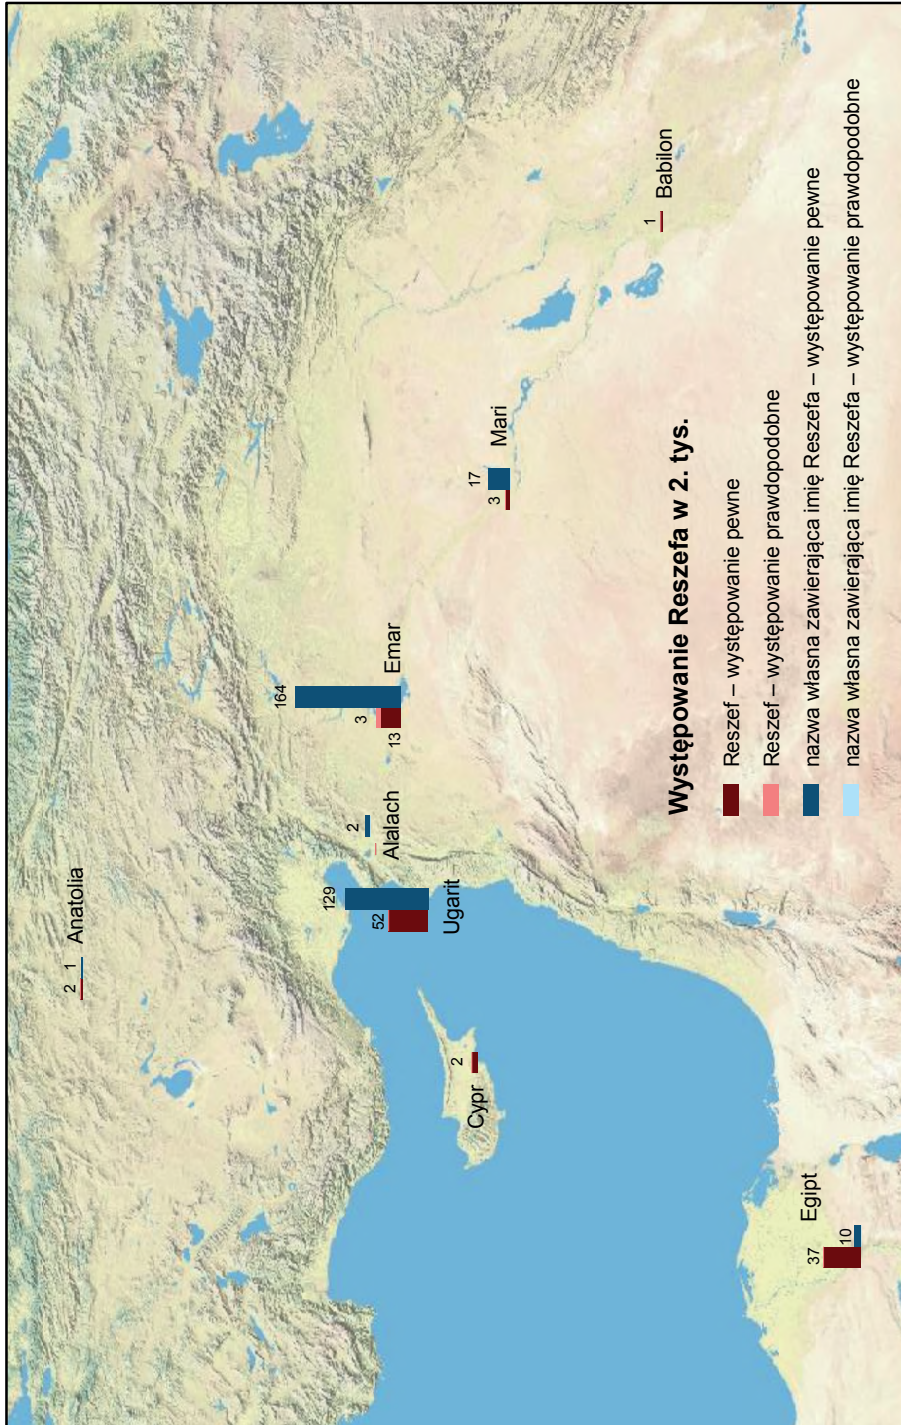 2 1 Anatolia
129
52
Ugarit
2
Alalach
164
3
13
Emar
17
3
Mari
1
Babilon
2
Cypr
37
10
Egipt
Występowanie Reszefa w 2. tys.
Reszef – występowanie pewne
Reszef – występowanie prawdopodobne
nazwa własna zawierająca imię Reszefa – występowanie pewne
nazwa własna zawierająca imię Reszefa – występowanie prawdopodobne